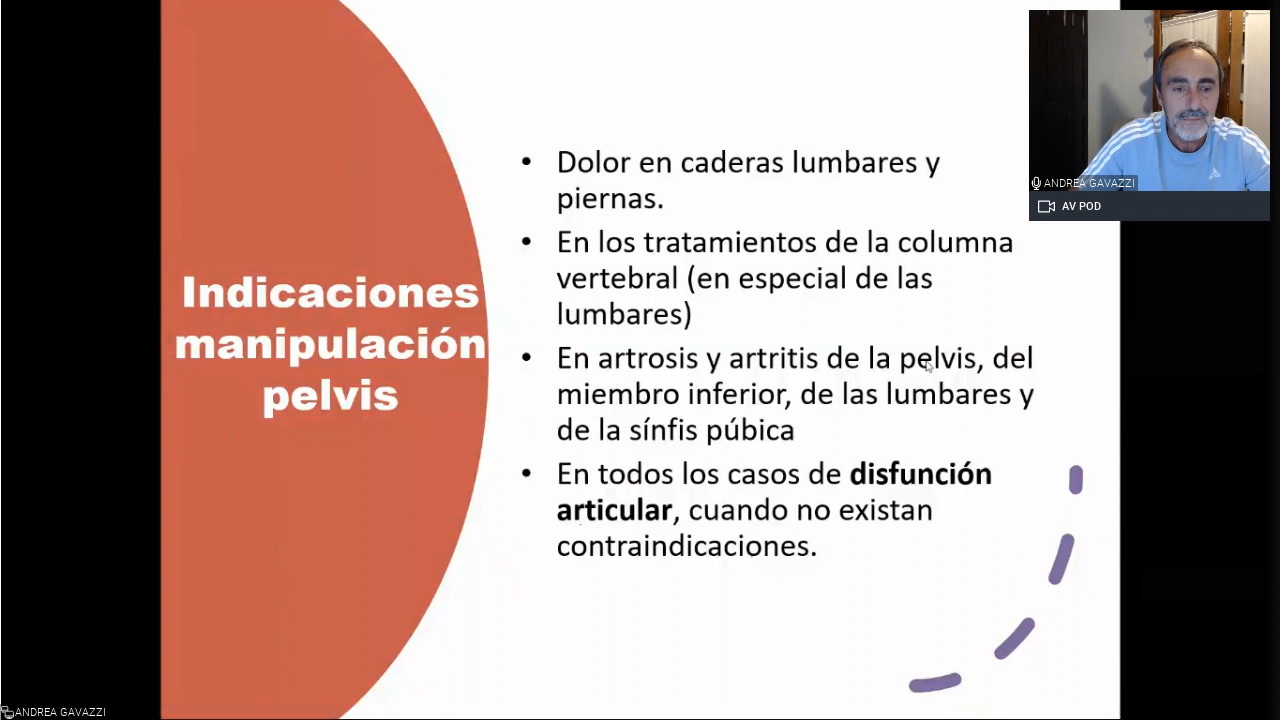 Indicaciones
manipulación
pelvis
• Dolor en caderas lumbares y
piernas.
• En los tratamientos de la columna
vertebral (en especial de las
lumbares)
• En artrosis y artritis de la pelvis, del
miembro inferior, de las lumbares y
de la sínfis púbica
• En todos los casos de disfunción
articular, cuando no existan
contraindicaciones.
ANDREA GAVAZZI
AV POD
ANDREA GAVAZZI